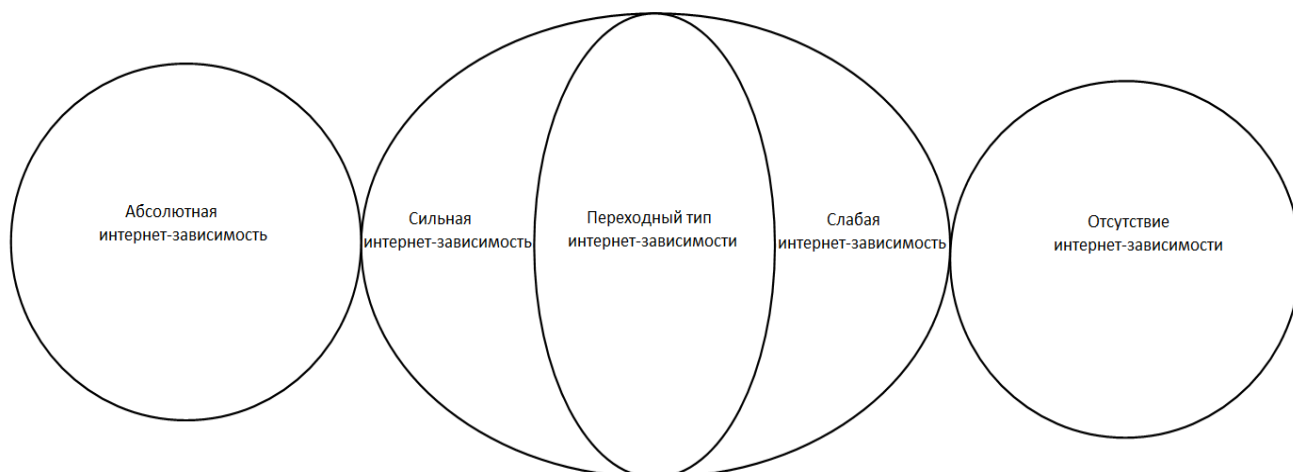 Абсолютная
интернет-зависимость
Сильная
интернет-зависимость
Переходный тип
интернет-зависимости
Слабая
интернет-зависимость
Отсутствие
интернет-зависимости